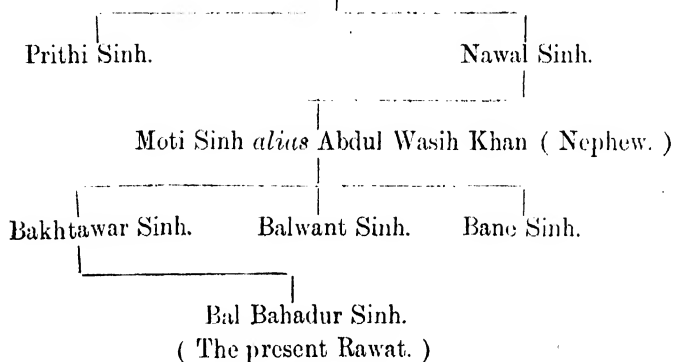 Prithi Sinh. Nawal Sinh.
Moti Sinh alias Abdul Wasih Khan ( Nephew. )
Bakhtawar Sinh. Balwant Sinh. Bane Sinh.
Bal Bahadur Sinh.
( The present Rawat. )